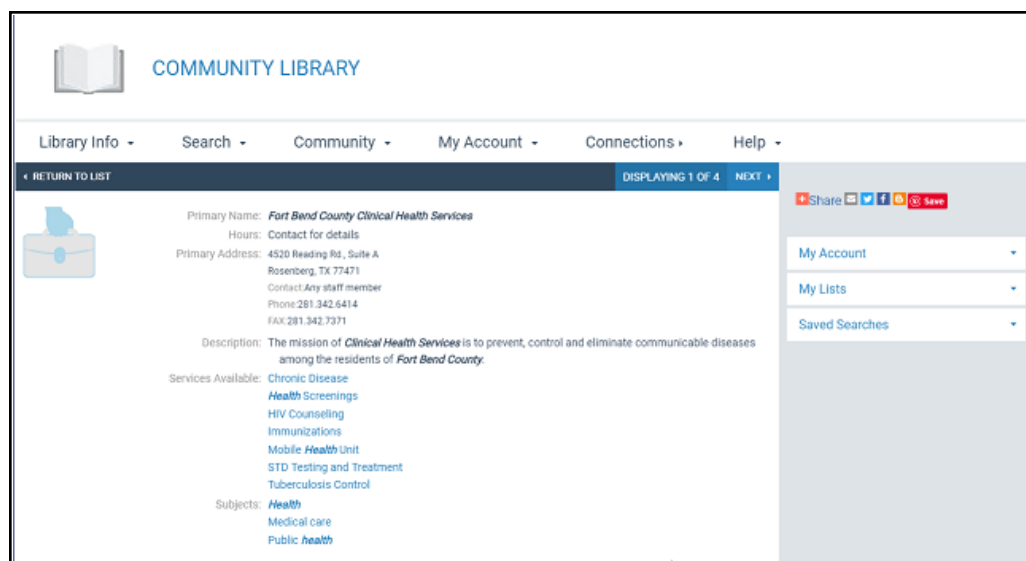 COMMUNITY LIBRARY
Library Info
Search
Community
My Account
Connections
Help
RETURN TO LIST
DISPLAYING 1 OF 4
NEXT
Primary Name: Fort Bend County Clinical Health Services
Hours: Contact for details
Primary Address: 4520 Reading Rd., Suite A
Rosenberg, TX 77471
Contact:Any staff member
Phone:281.342.6414
FAX:281.342.7371
Description: The mission of Clinical Health Services is to prevent, control and eliminate communicable diseases
among the residents of Fort Bend County.
Services Available: Chronic Disease
Health Screenings
HIV Counseling
Immunizations
Mobile Health Unit
STD Testing and Treatment
Tuberculosis Control
Subjects: Health
Medical care
Public health
Share
Save
My Account
My Lists
Saved Searches